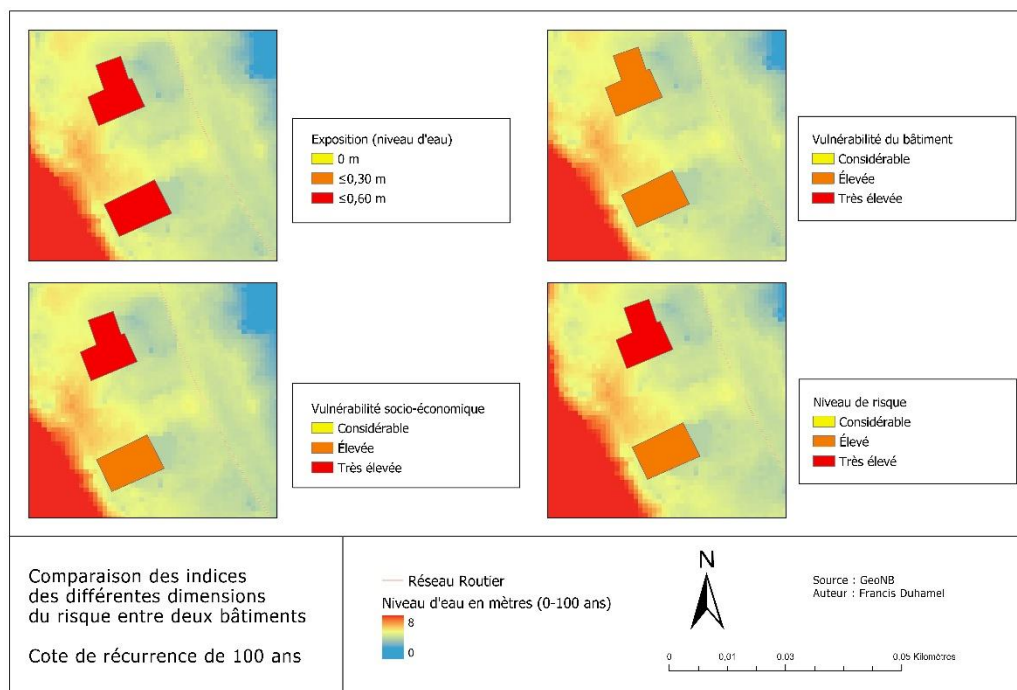 Exposition (niveau d'eau)
0 m
≤0,30 m
≤0,60 m
Vulnérabilité du bâtiment
Considérable
Élevée
Très élevée
Vulnérabilité socio-économique
Considérable
Élevée
Très élevée
Niveau de risque
Considérable
Élevé
Très élevé
Comparaison des indices
des différentes dimensions
du risque entre deux bâtiments
Cote de récurrence de 100 ans
Réseau Routier
Niveau d'eau en mètres (0-100 ans)
8
0
N
Source : GeoNB
Auteur : Francis Duhamel
0 0,01 0,03 0,05 Kilomètres